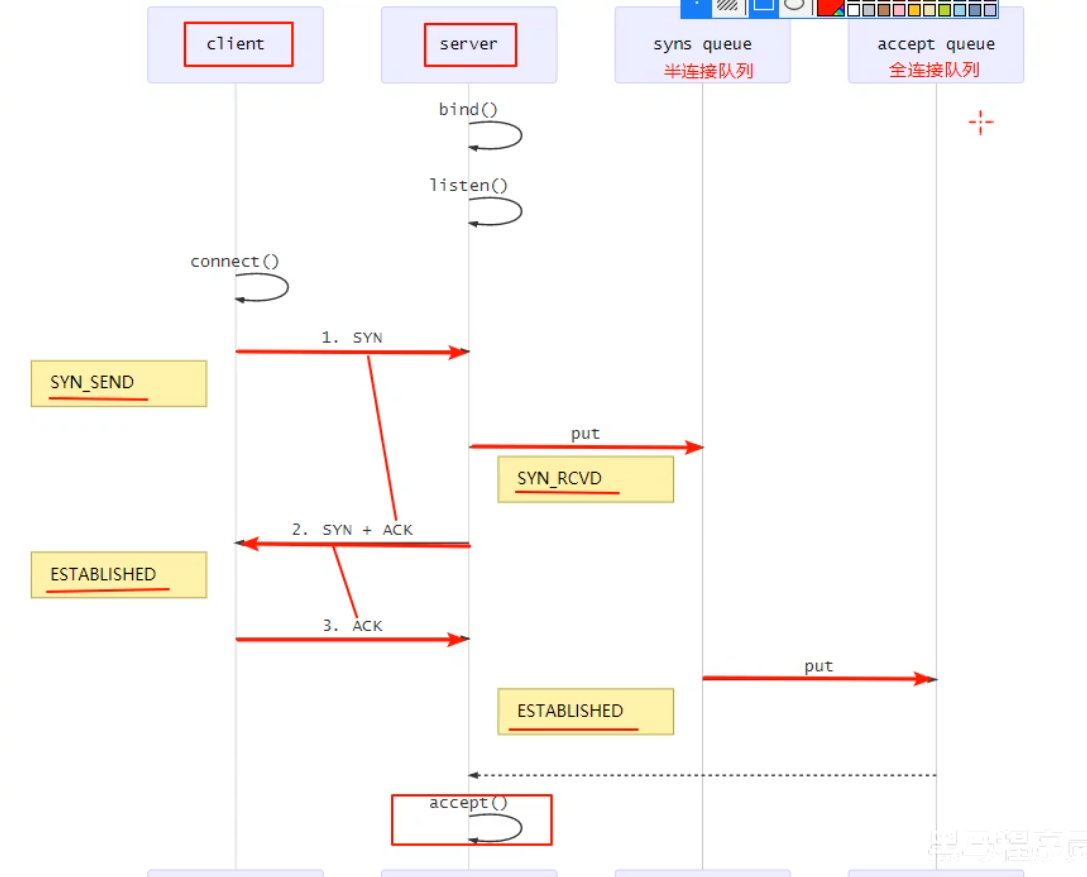 client
server
syns queue
accept queue
半连接队列
全连接队列
bind()
listen()
connect()
1. SYN
SYN_SEND
put
SYN_RCVD
2. SYN + ACK
ESTABLISHED
3. ACK
put
ESTABLISHED
accept()